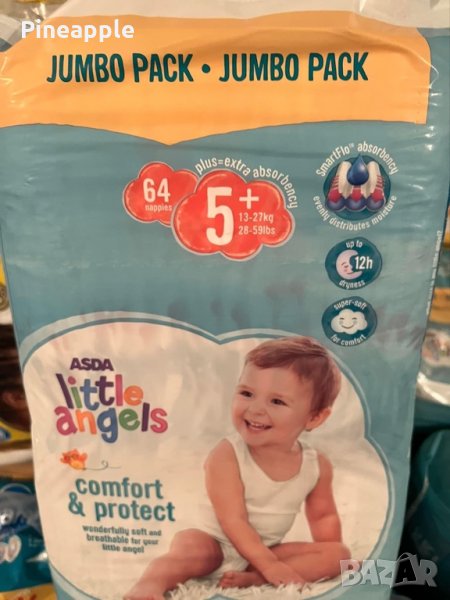 Pineapple
JUMBO PACK • JUMBO PACK
plus=extra absorbency
64
nappies
5+
13-27kg
28-59lbs
SmartFlo™ absorbency
evenly distributes moisture
up to
12h
dryness
super-soft
for comfort
ASDA
little
angels
comfort
& protect
wonderfully soft and
breathable for your
little angel
BAZAR